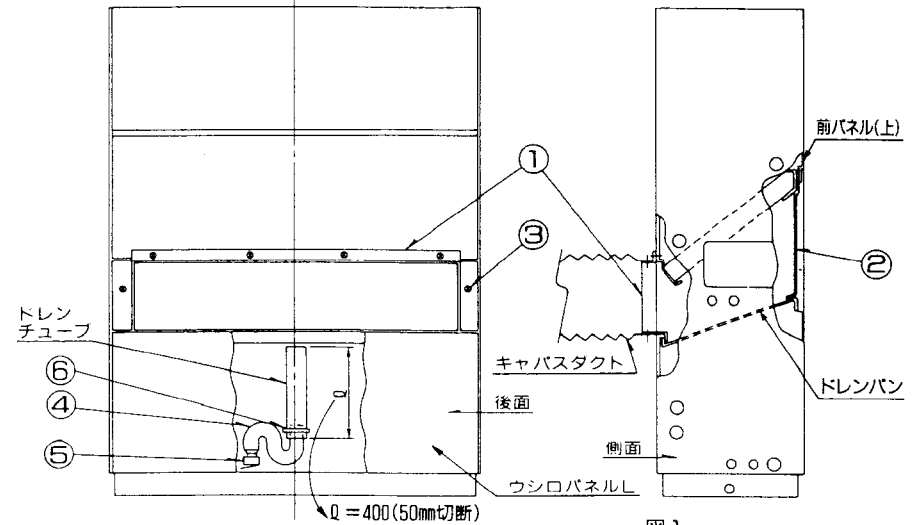 前パネル(上)
①
③
②
ドレン
チューブ
⑥
④
⑤
ℓ
後面
ウシロパネルL
ℓ=400(50mm切断)
キャバスダクト
ドレンパン
側面